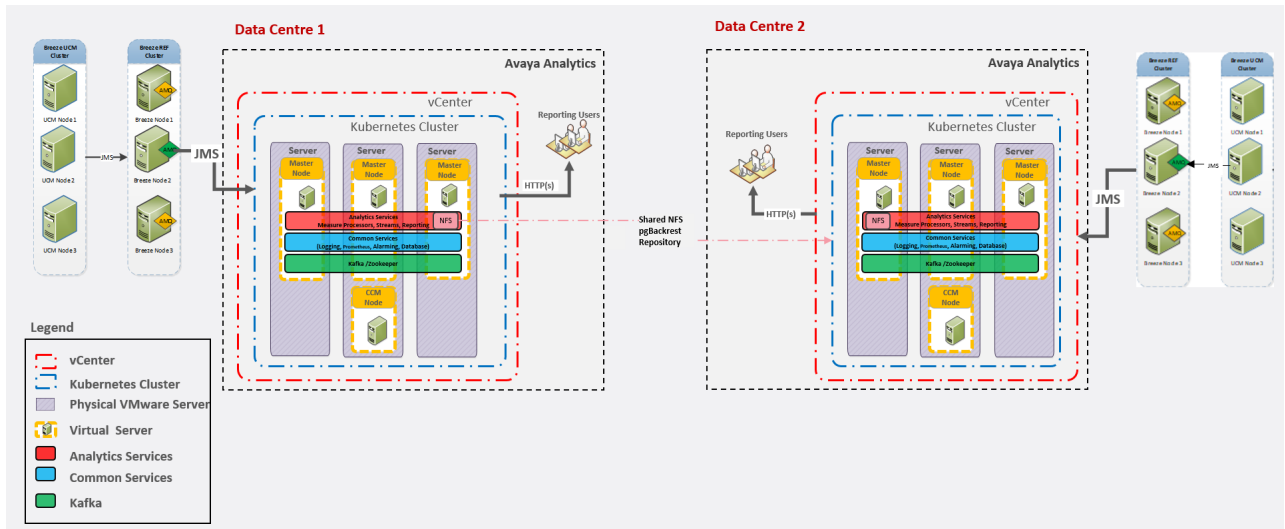 Data Centre 1
Data Centre 2
Breeze UCM
Cluster
UCM Node 1
UCM Node 2
UCM Node 3
JMS
Breeze REF
Cluster
AMQ
Breeze Node 1
AMQ
Breeze Node 2
AMQ
Breeze Node 3
JMS
Avaya Analytics
vCenter
Kubernetes Cluster
Server
Server
Server
Master
Node
Master
Node
Master
Node
Analytics Services
Measure Processors, Streams, Reporting
NFS
Common Services
(Logging, Prometheus, Alarming, Database)
Kafka /Zookeeper
CCM
Node
Reporting Users
HTTP(s)
Shared NFS
pgBackrest
Repository
Avaya Analytics
vCenter
Kubernetes Cluster
Reporting Users
HTTP(s)
Server
Server
Server
Master
Node
Master
Node
Master
Node
NFS
Analytics Services
Measure Processors, Streams, Reporting
Common Services
(Logging, Prometheus, Alarming, Database)
Kafka /Zookeeper
CCM
Node
JMS
Breeze REF
Cluster
AMQ
Breeze Node 1
AMQ
Breeze Node 2
AMQ
Breeze Node 3
JMS
Breeze UCM
Cluster
UCM Node 1
UCM Node 2
UCM Node 3
Legend
vCenter
Kubernetes Cluster
Physical VMware Server
Virtual Server
Analytics Services
Common Services
Kafka